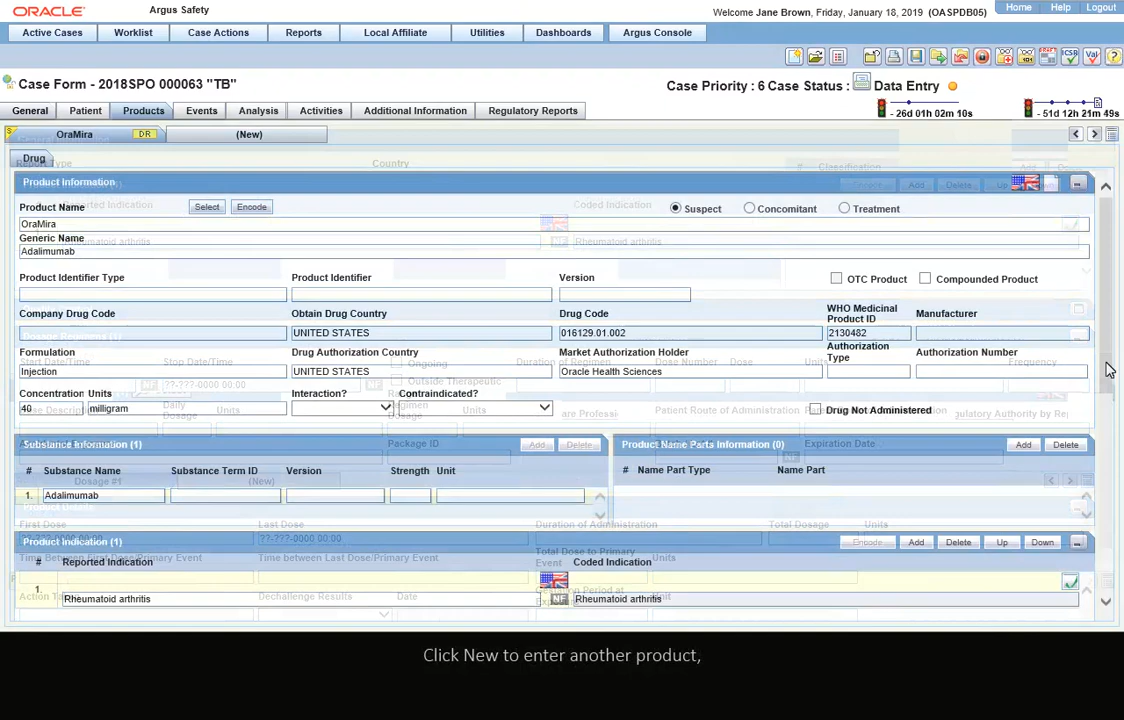 ORACLE
Argus Safety
Welcome Jane Brown, Friday, January 18, 2019 (OASPDB05)
Home
Help
Logout
Active Cases
Worklist
Case Actions
Reports
Local Affiliate
Utilities
Dashboards
Argus Console
Case Form - 2018SPO 000063 "TB"
Case Priority : 6 Case Status :
Data Entry
- 26d 01h 02m 10s
- 51d 12h 21m 49s
General
Patient
Products
Events
Analysis
Activities
Additional Information
Regulatory Reports
OraMira
DR
(New)
Drug
Product Information
Product Name
Select
Encode
Suspect
Concomitant
Treatment
OraMira
Generic Name
Adalimumab
Product Identifier Type
Product Identifier
Version
OTC Product
Compounded Product
Company Drug Code
Obtain Drug Country
Drug Code
WHO Medicinal
Product ID
Manufacturer
UNITED STATES
016129.01.002
2130482
Formulation
Drug Authorization Country
Market Authorization Holder
Authorization
Type
Authorization Number
Injection
UNITED STATES
Oracle Health Sciences
Concentration
Units
Interaction?
Contraindicated?
40
milligram
Drug Not Administered
Substance Information (1)
Add
Delete
Product Name Parts Information (0)
Add
Delete
# Substance Name
Substance Term ID
Version
Strength
Unit
# Name Part Type
Name Part
1. Adalimumab
Product Indication (1)
Encode
Add
Delete
Up
Down
# Reported Indication
Coded Indication
1.
Rheumatoid arthritis
NF
Rheumatoid arthritis
Click New to enter another product,